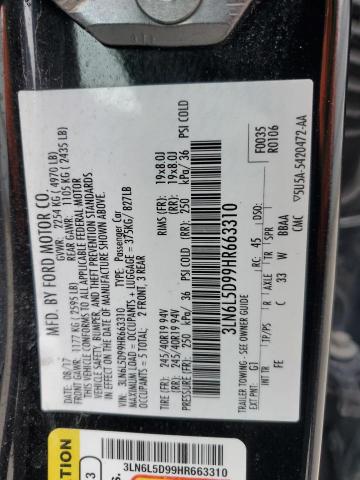 MFD. BY FORD MOTOR CO.
DATE: 08/17 GVWR: 2254 KG ( 4970 LB)
FRONT GAWR: 1177 KG ( 2595 LB) REAR GAWR: 1105 KG ( 2435 LB)
THIS VEHICLE CONFORMS TO ALL APPLICABLE FEDERAL MOTOR
VEHICLE SAFETY, BUMPER, AND THEFT PREVENTION STANDARDS
IN EFFECT ON THE DATE OF MANUFACTURE SHOWN ABOVE.
VIN: 3LN6L5D99HR663310 TYPE: Passenger Car
MAXIMUM LOAD= OCCUPANTS + LUGGAGE = 375KG/ 827LB
OCCUPANTS: 5 TOTAL: 2 FRONT, 3 REAR
TIRE (FR): 245/40R19 94V RIMS (FR): 19x8.0J
TIRE (RR): 245/40R19 94V (RR): 19x8.0J
PRESSURE (FR): 250 kPa/ 36 PSI COLD (RR): 250 kPa/ 36 PSI COLD
3LN6L5D99HR663310
F0035
R0106
TRAILER TOWING- SEE OWNER GUIDE
EXT PNT: G1 RC: 45 DSO:
INT TR TP/PS R AXLE TR SPR
FE C 33 W BBAA
CMC ▽5U5A-5420472-AA
3LN6L5D99HR663310